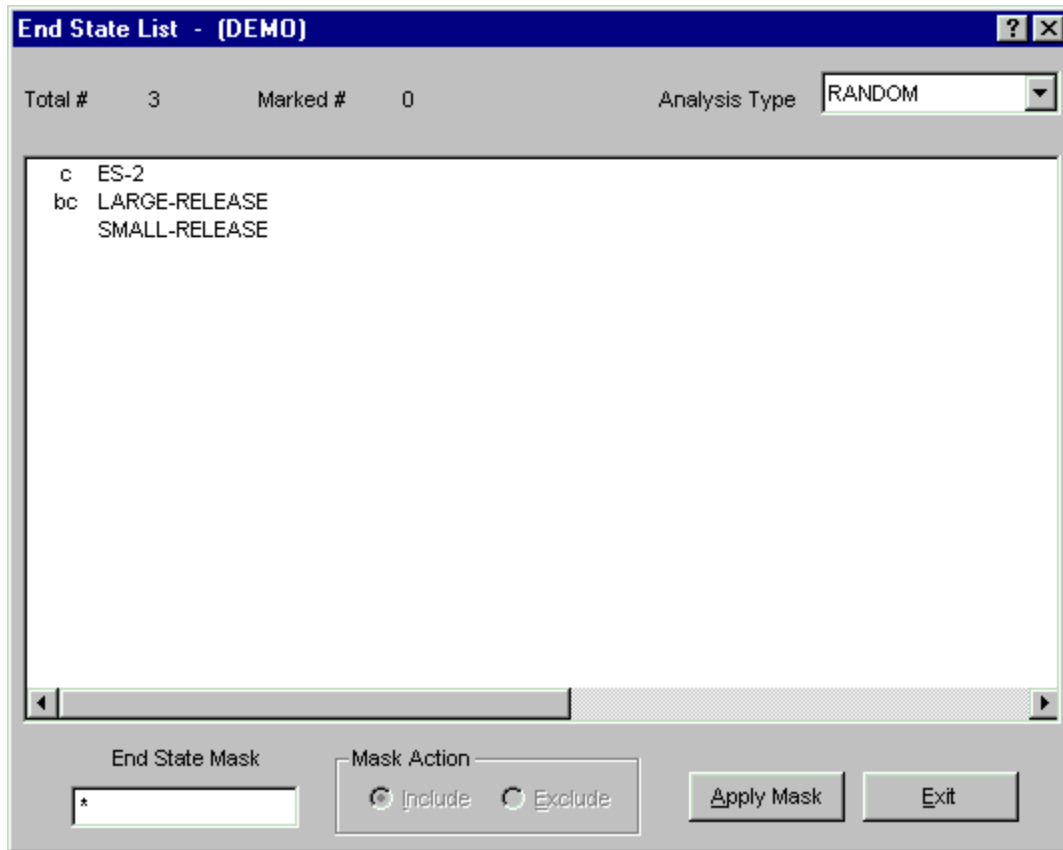 End State List - (DEMO)
Total # 3 Marked # 0 Analysis Type RANDOM
c ES-2
bc LARGE-RELEASE
SMALL-RELEASE
End State Mask
*
Mask Action
Include Exclude
Apply Mask
Exit